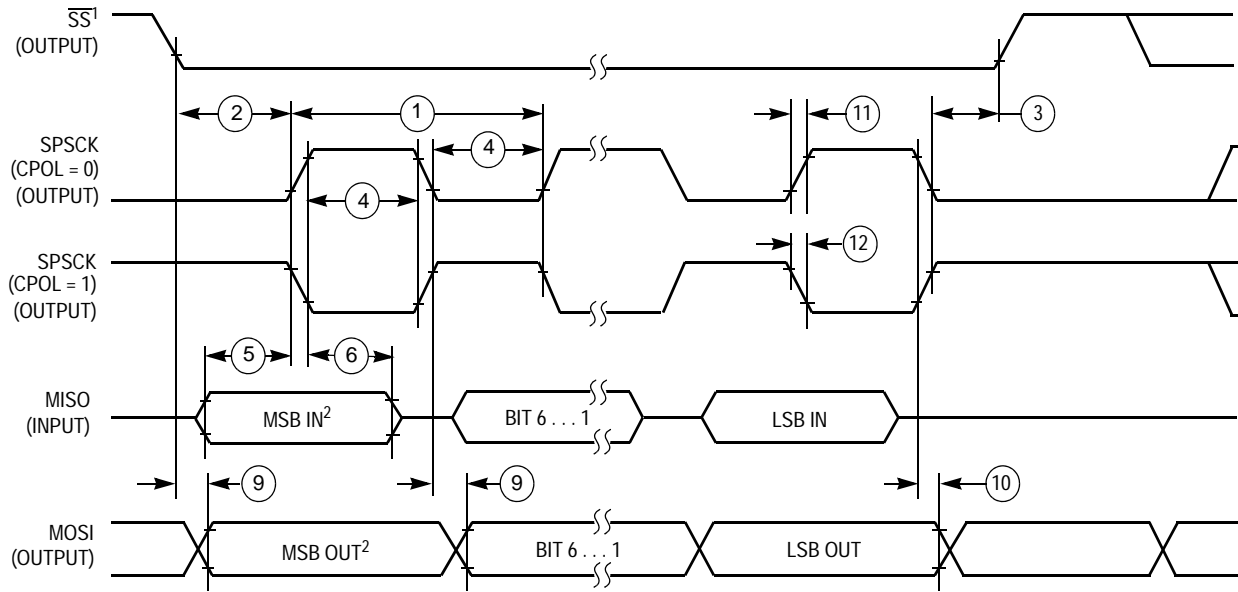 SS¹
(OUTPUT)
2
1
11
3
SPSCK
(CPOL = 0)
(OUTPUT)
4
4
12
SPSCK
(CPOL = 1)
(OUTPUT)
5
6
MISO
(INPUT)
MSB IN²
BIT 6 . . . 1
LSB IN
9
9
10
MOSI
(OUTPUT)
MSB OUT²
BIT 6 . . . 1
LSB OUT